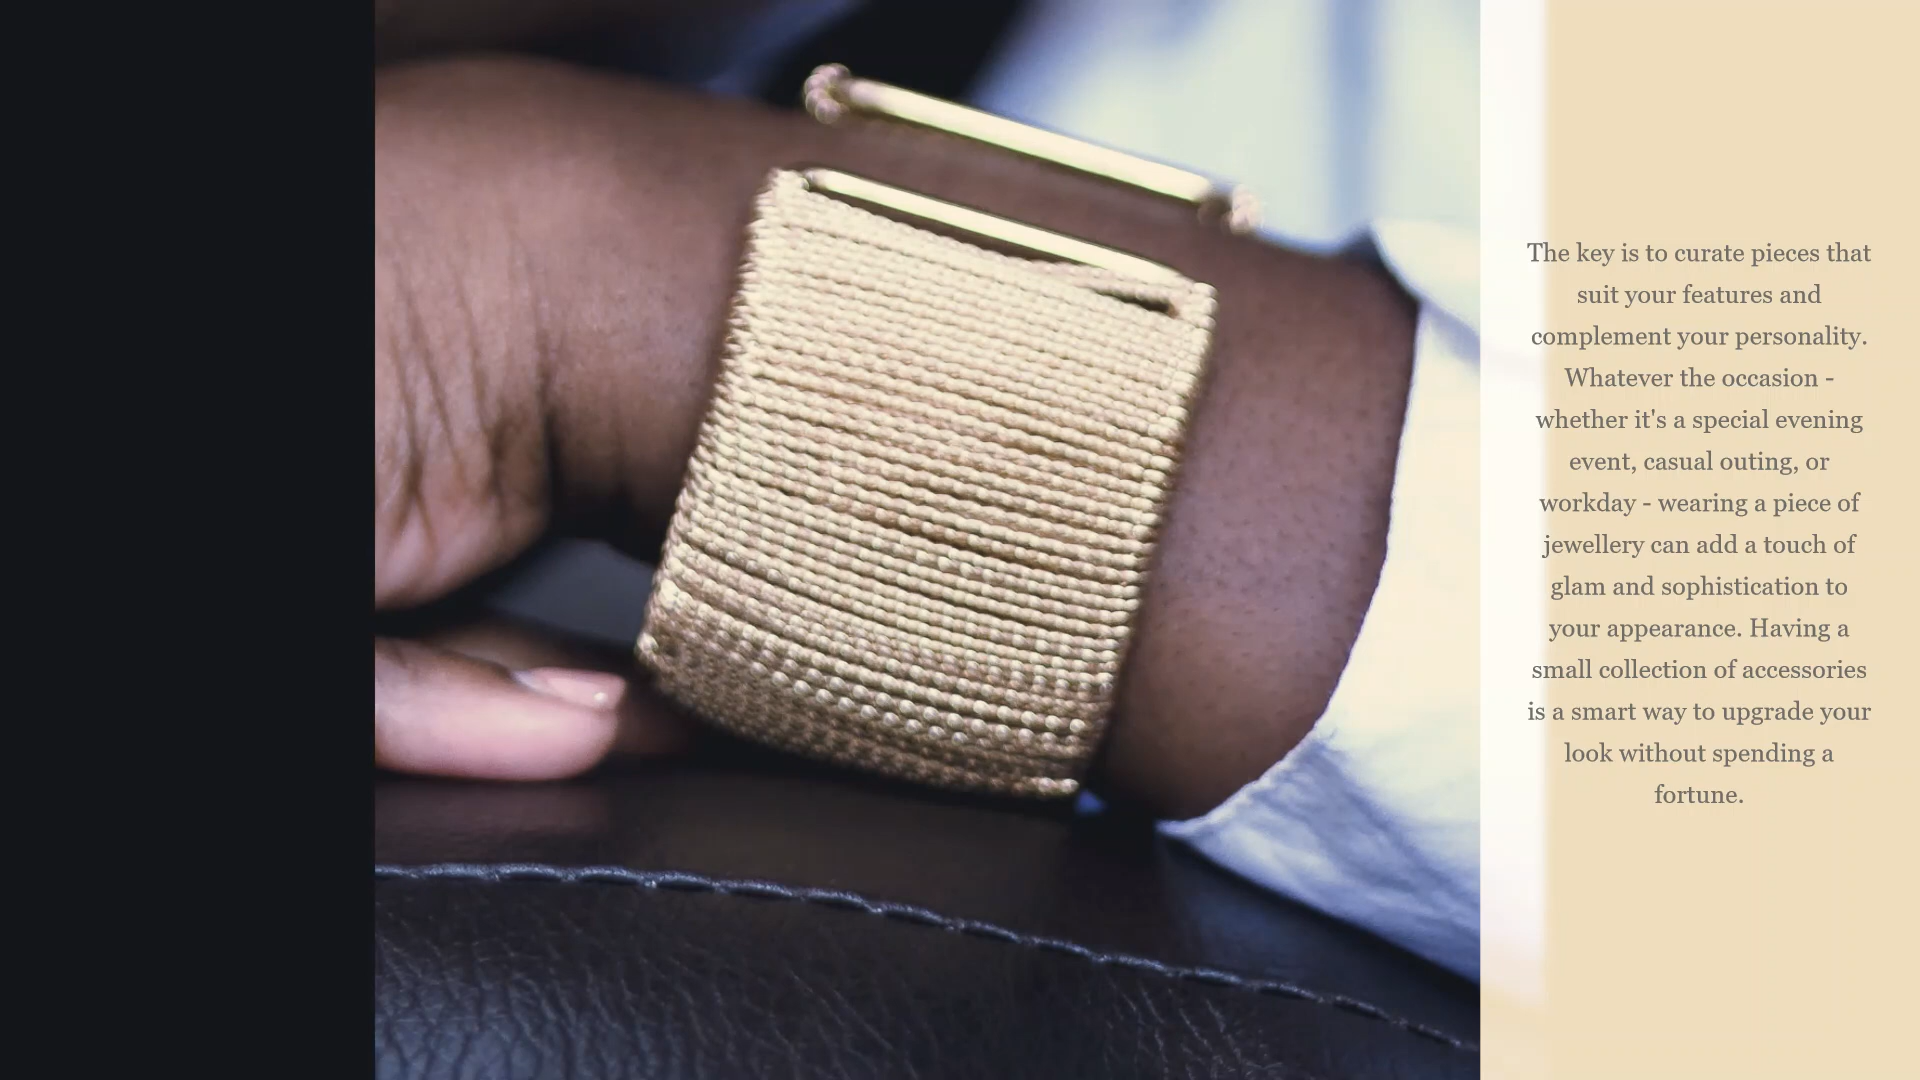 The key is to curate pieces that
suit your features and
complement your personality.
Whatever the occasion -
whether it's a special evening
event, casual outing, or
workday - wearing a piece of
jewellery can add a touch of
glam and sophistication to
your appearance. Having a
small collection of accessories
is a smart way to upgrade your
look without spending a
fortune.